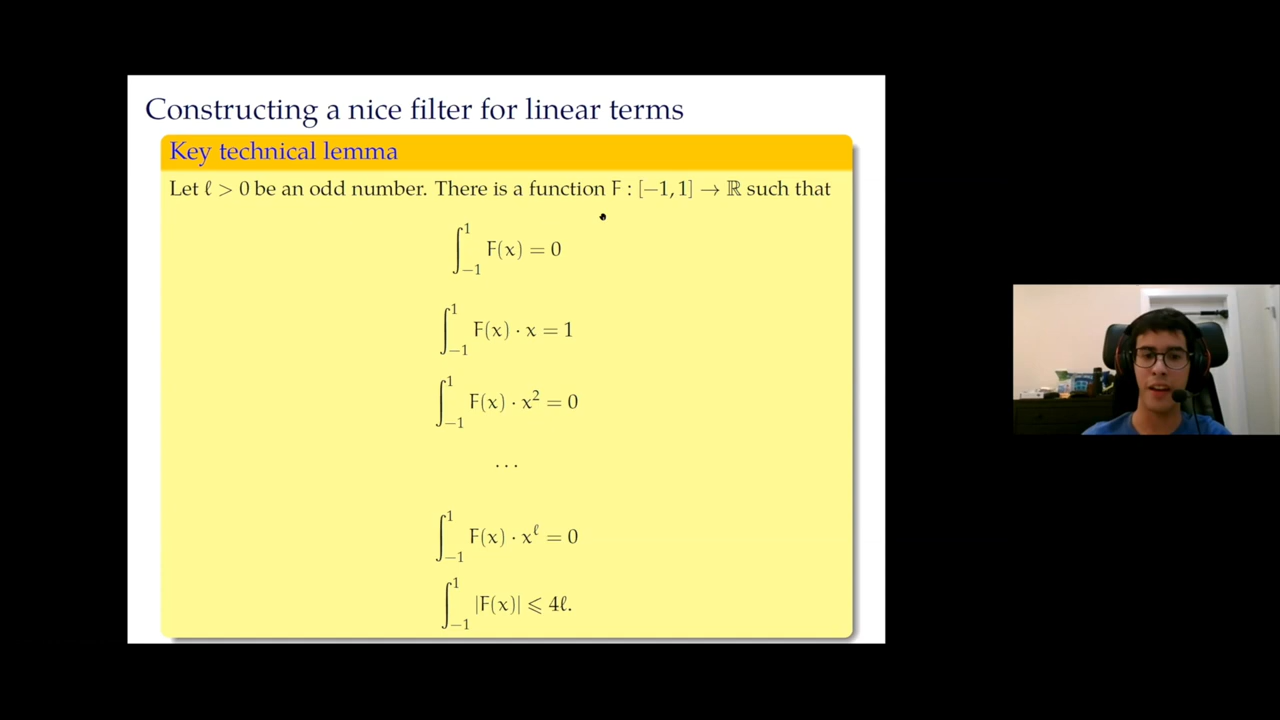 Constructing a nice filter for linear terms
Key technical lemma
Let ℓ > 0 be an odd number. There is a function F : [−1, 1] → ℝ such that
∫_{−1}^{1} F(x) = 0
∫_{−1}^{1} F(x) · x = 1
∫_{−1}^{1} F(x) · x² = 0
· · ·
∫_{−1}^{1} F(x) · x^ℓ = 0
∫_{−1}^{1} |F(x)| ⩽ 4ℓ.